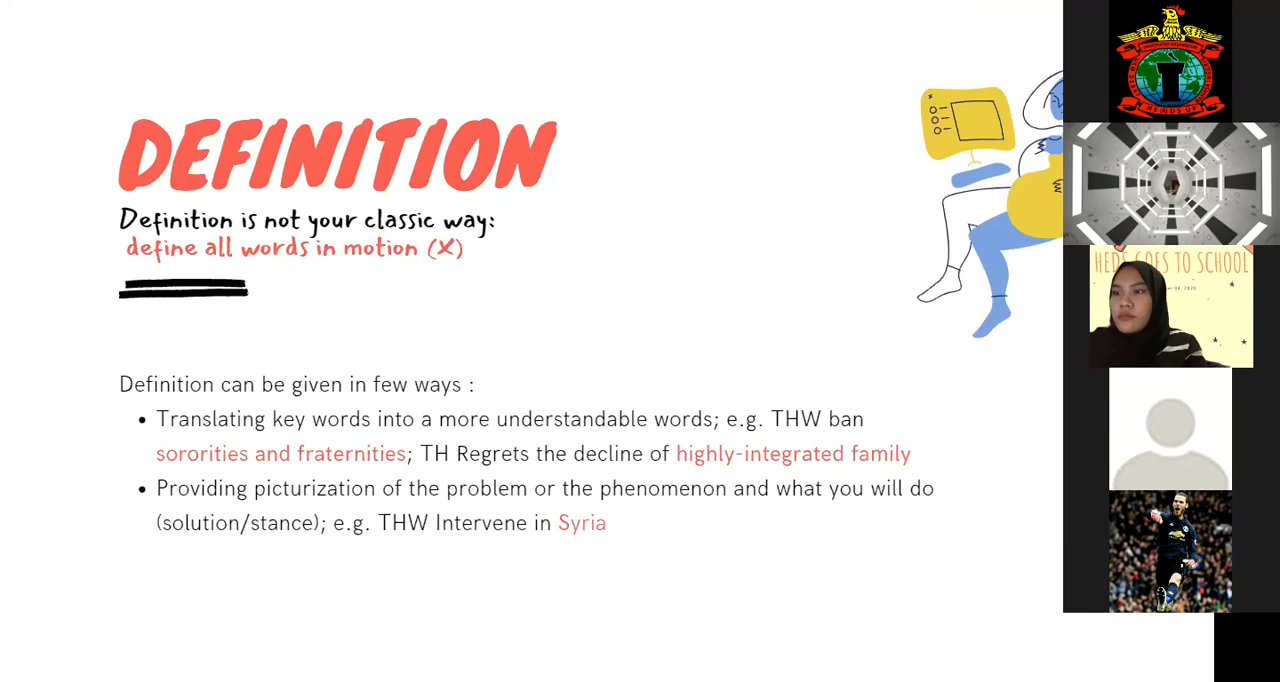 DEFINITION
Definition is not your classic way:
define all words in motion (X)
Definition can be given in few ways :
• Translating key words into a more understandable words; e.g. THW ban
sororities and fraternities; TH Regrets the decline of highly-integrated family
• Providing picturization of the problem or the phenomenon and what you will do
(solution/stance); e.g. THW Intervene in Syria
HEDS GOES TO SCHOOL